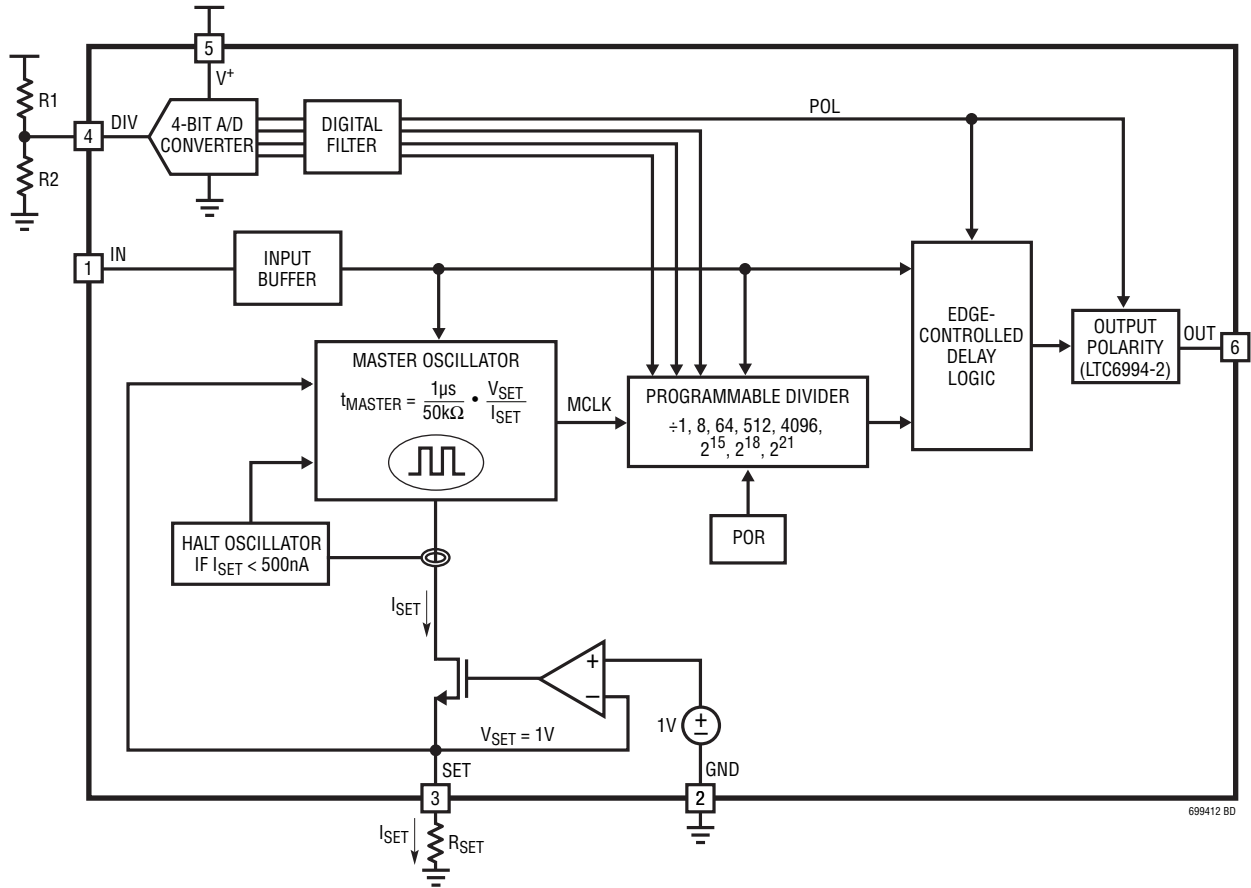 5
V+
R1
4
DIV
4-BIT A/D
CONVERTER
DIGITAL
FILTER
POL
R2
1
IN
INPUT
BUFFER
MASTER OSCILLATOR
tMASTER = 1µs/50kΩ • VSET/ISET
MCLK
PROGRAMMABLE DIVIDER
÷1, 8, 64, 512, 4096,
2^15, 2^18, 2^21
EDGE-
CONTROLLED
DELAY
LOGIC
OUTPUT
POLARITY
(LTC6994-2)
OUT
6
HALT OSCILLATOR
IF ISET < 500nA
POR
ISET
+
–
1V
+
–
VSET = 1V
SET
GND
3
2
ISET
RSET
699412 BD